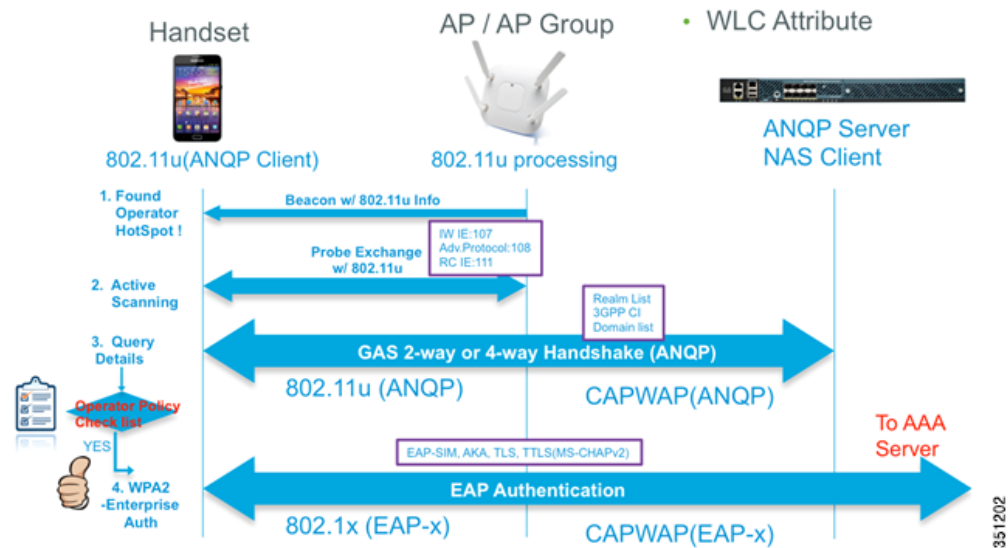 Handset
AP / AP Group
• WLC Attribute
802.11u(ANQP Client)
802.11u processing
ANQP Server
NAS Client
1. Found
Operator
HotSpot !
Beacon w/ 802.11u Info
IW IE:107
Adv.Protocol:108
RC IE:111
Probe Exchange
w/ 802.11u
2. Active
Scanning
Realm List
3GPP CI
Domain list
3. Query
Details
GAS 2-way or 4-way Handshake (ANQP)
802.11u (ANQP)
CAPWAP(ANQP)
Operator Policy
Check list
YES
To AAA
Server
EAP-SIM, AKA, TLS, TTLS(MS-CHAPv2)
4. WPA2
-Enterprise
Auth
EAP Authentication
802.1x (EAP-x)
CAPWAP(EAP-x)
351202